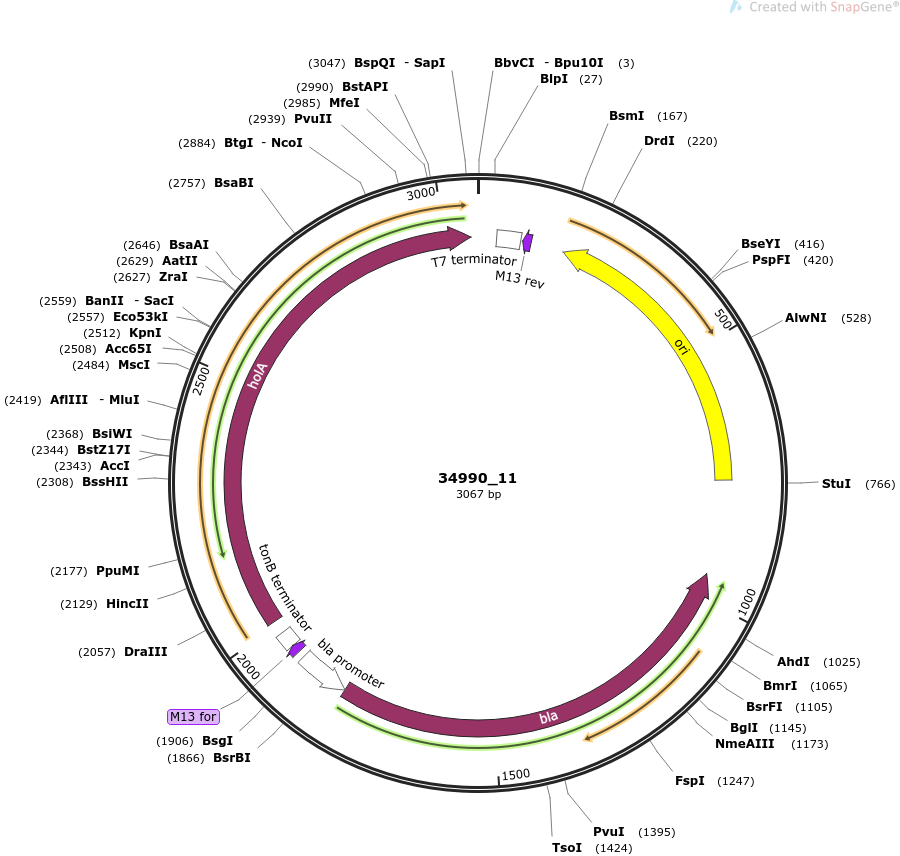 Created with SnapGene®
(3047) BspQI - SapI
(2990) BstAPI
(2985) MfeI
(2939) PvuII
(2884) BtgI - NcoI
(2757) BsaBI
(2646) BsaAI
(2629) AatII
(2627) ZraI
(2559) BanII - SacI
(2557) Eco53kI
(2512) KpnI
(2508) Acc65I
(2484) MscI
(2419) AflIII - MluI
(2368) BsiWI
(2344) BstZ17I
(2343) AccI
(2308) BssHII
(2177) PpuMI
(2129) HincII
(2057) DraIII
M13 for
(1906) BsgI
(1866) BsrBI
BbvCI - Bpu10I (3)
BlpI (27)
BsmI (167)
DrdI (220)
BseYI (416)
PspFI (420)
AlwNI (528)
StuI (766)
AhdI (1025)
BmrI (1065)
BsrFI (1105)
BglI (1145)
NmeAIII (1173)
FspI (1247)
PvuI (1395)
TsoI (1424)
500
1000
1500
2000
2500
3000
T7 terminator
M13 rev
ori
holA
tonB terminator
bla promoter
bla
34990_11
3067 bp